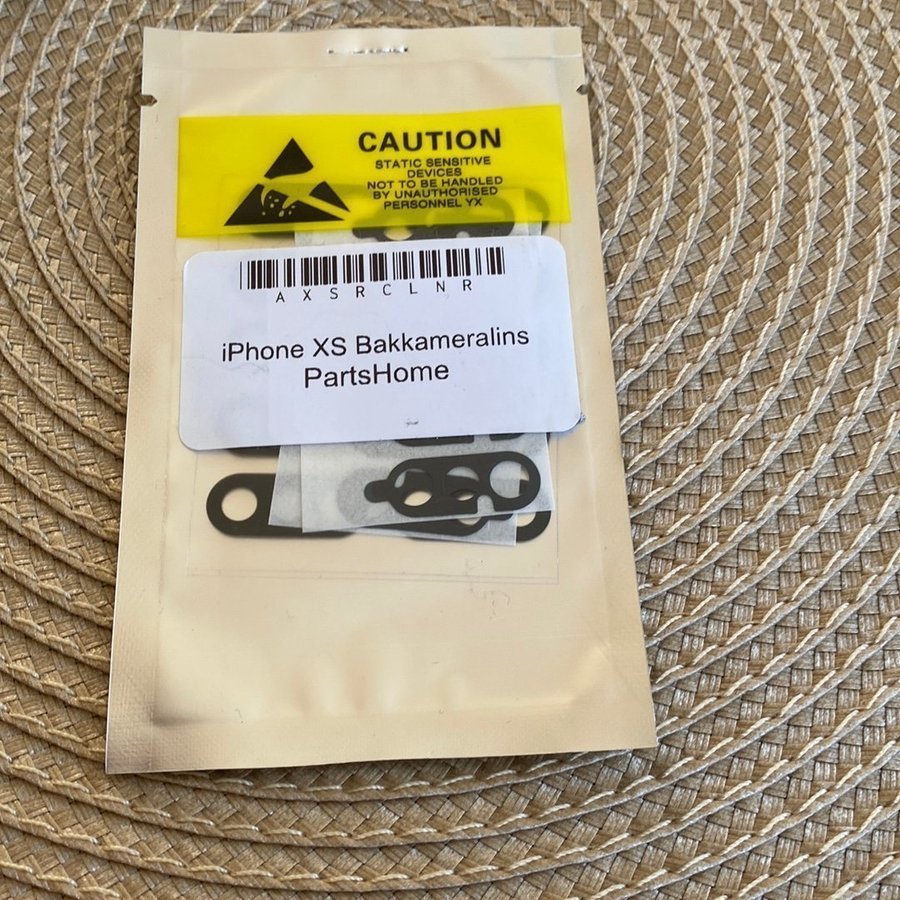 CAUTION
STATIC SENSITIVE
DEVICES
NOT TO BE HANDLED
BY UNAUTHORISED
PERSONNEL YX
AXSRCLNR
iPhone XS Bakkameralins
PartsHome